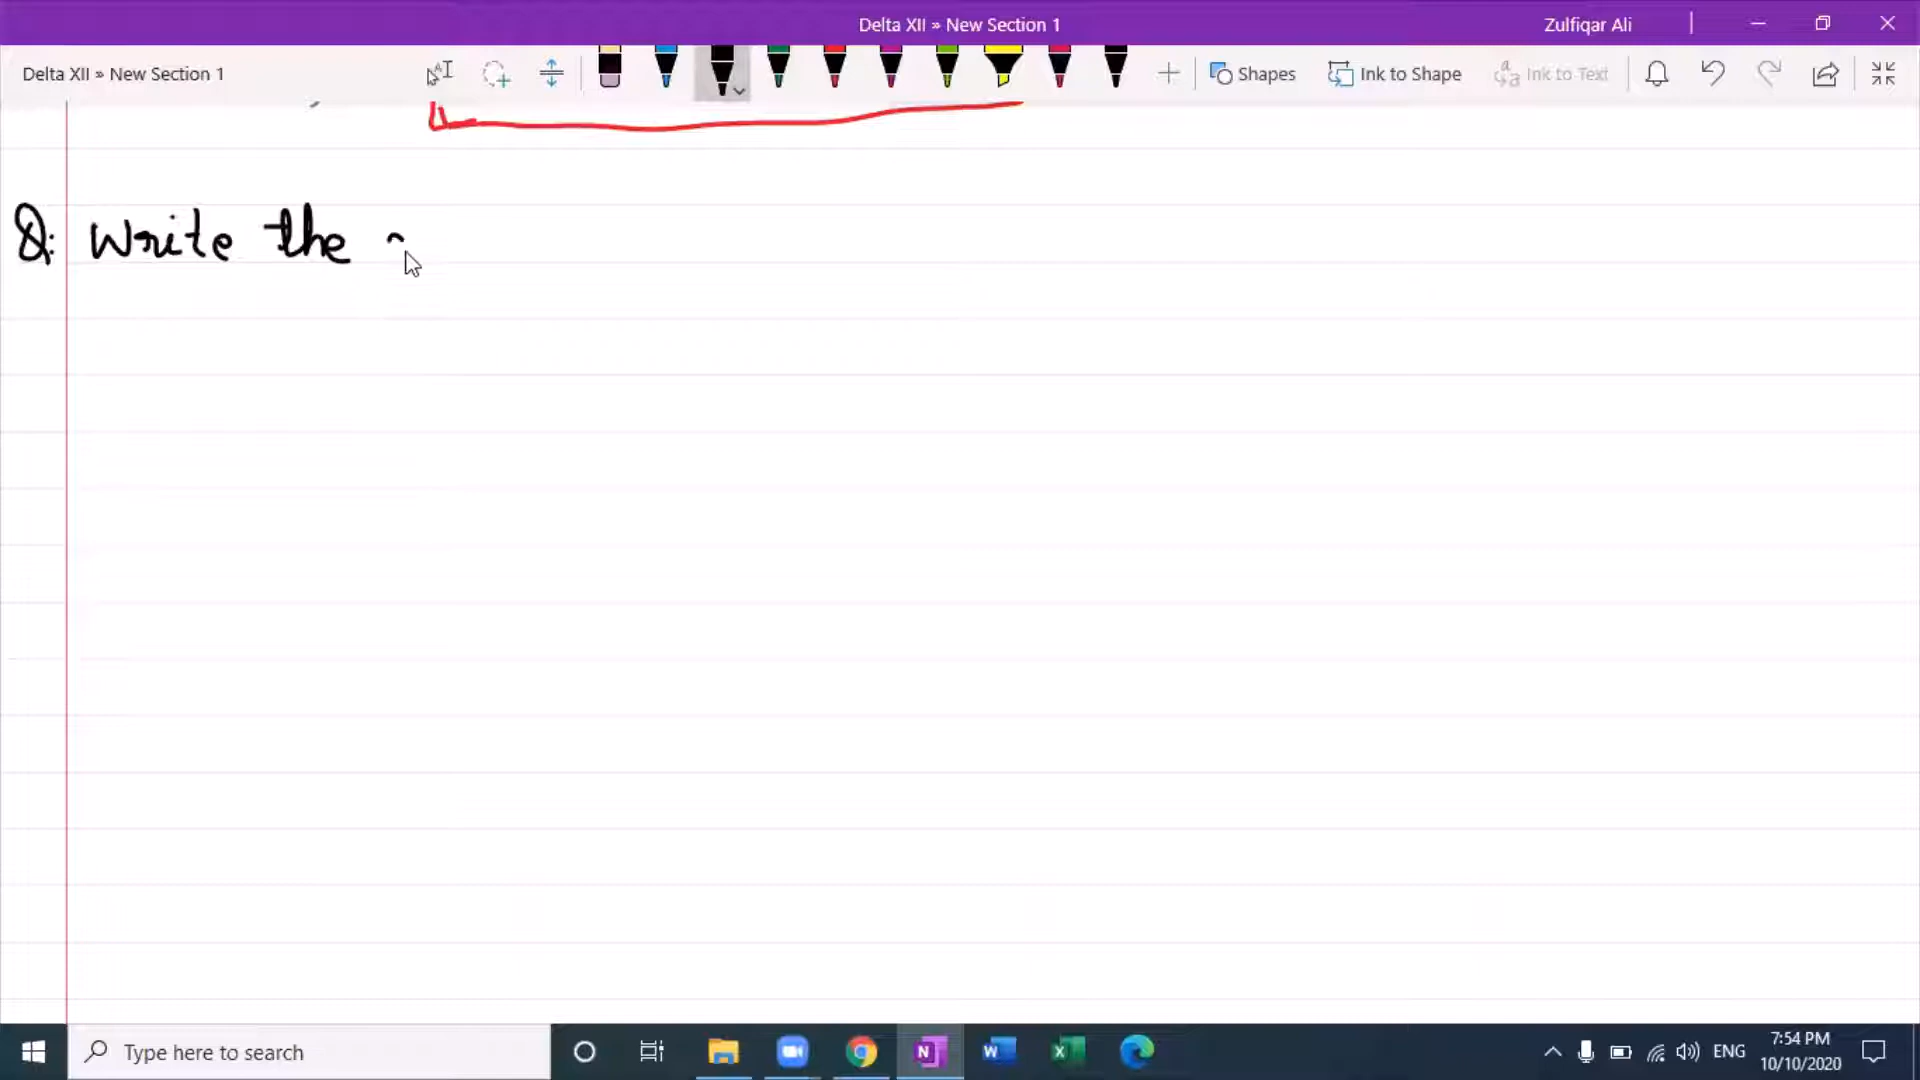 Delta XII » New Section 1
Zulfiqar Ali
Delta XII » New Section 1
Shapes
Ink to Shape
Ink to Text
Q: Write the
Type here to search
ENG
7:54 PM
10/10/2020